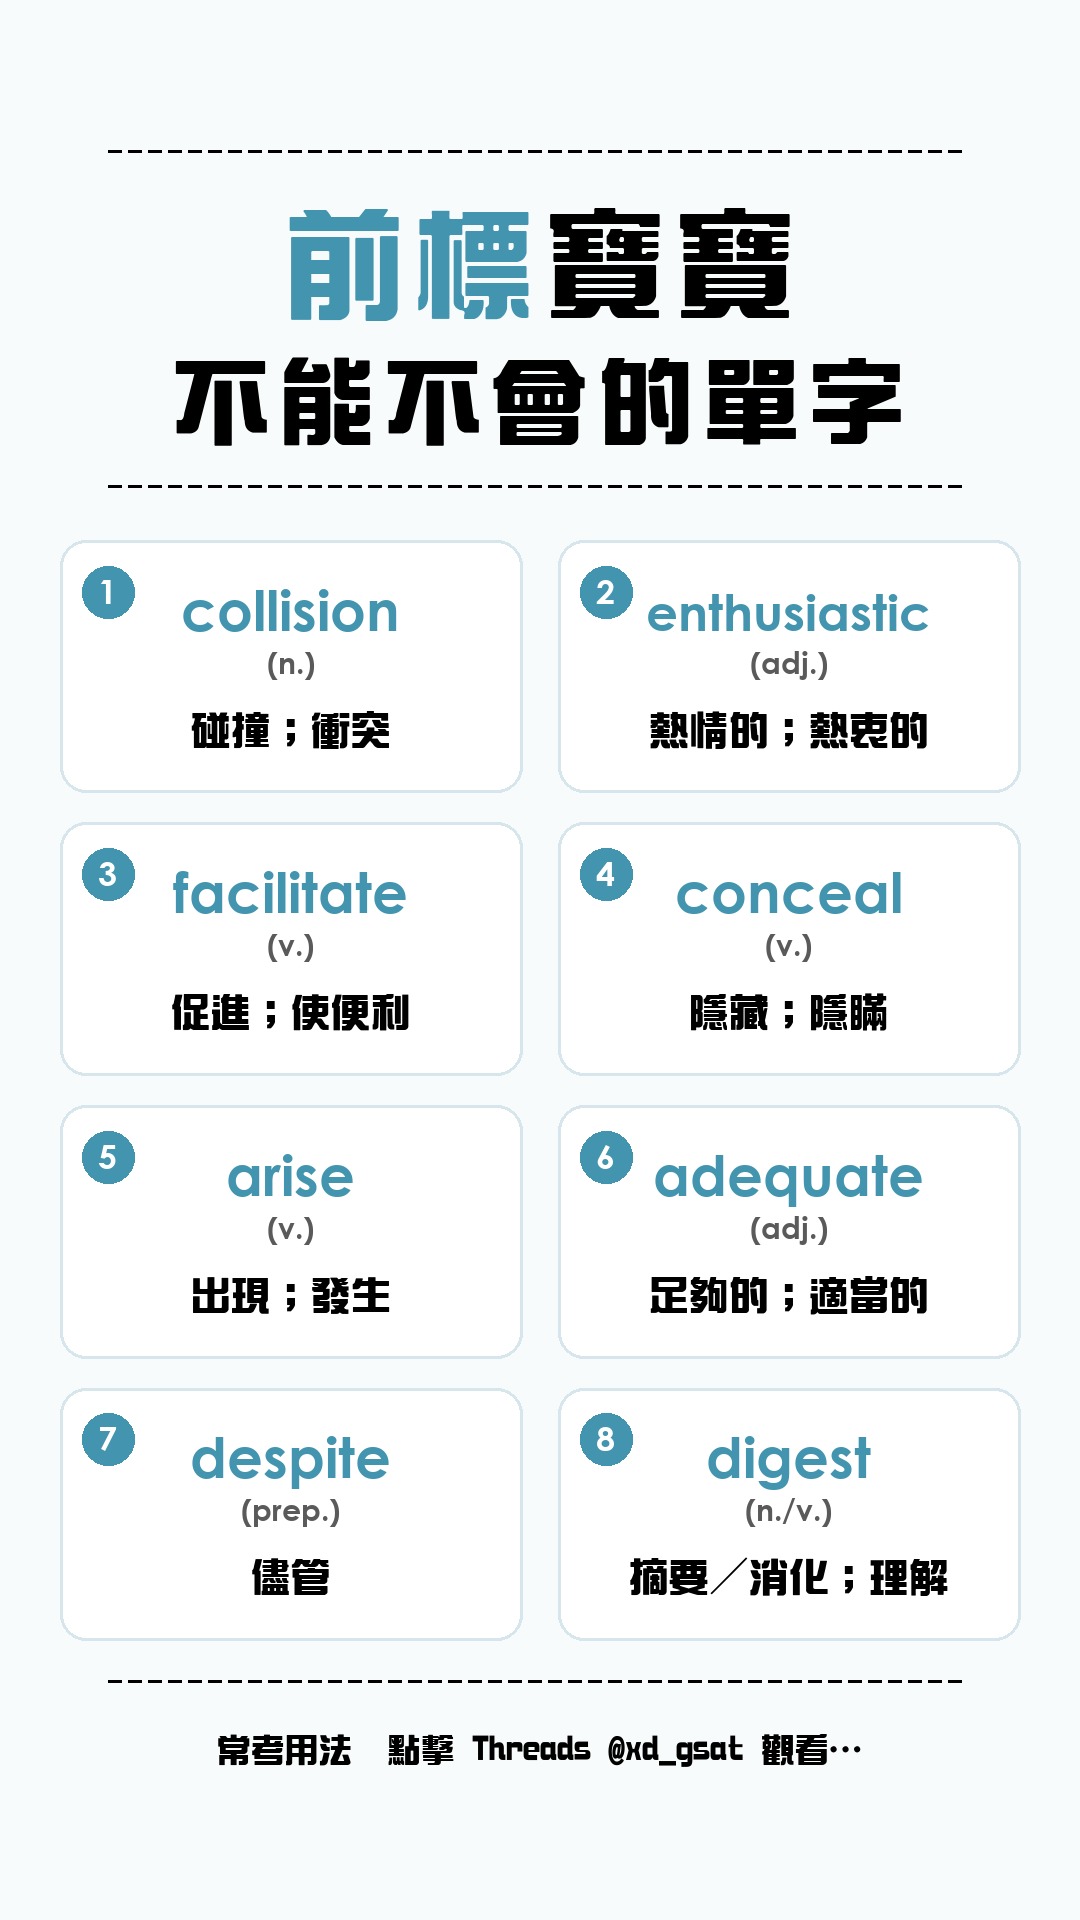 前標寶寶
不能不會的單字
1
collision
(n.)
碰撞；衝突
2
enthusiastic
(adj.)
熱情的；熱衷的
3
facilitate
(v.)
促進；使便利
4
conceal
(v.)
隱藏；隱瞞
5
arise
(v.)
出現；發生
6
adequate
(adj.)
足夠的；適當的
7
despite
(prep.)
儘管
8
digest
(n./v.)
摘要／消化；理解
常考用法　點擊 Threads @xd_gsat 觀看…